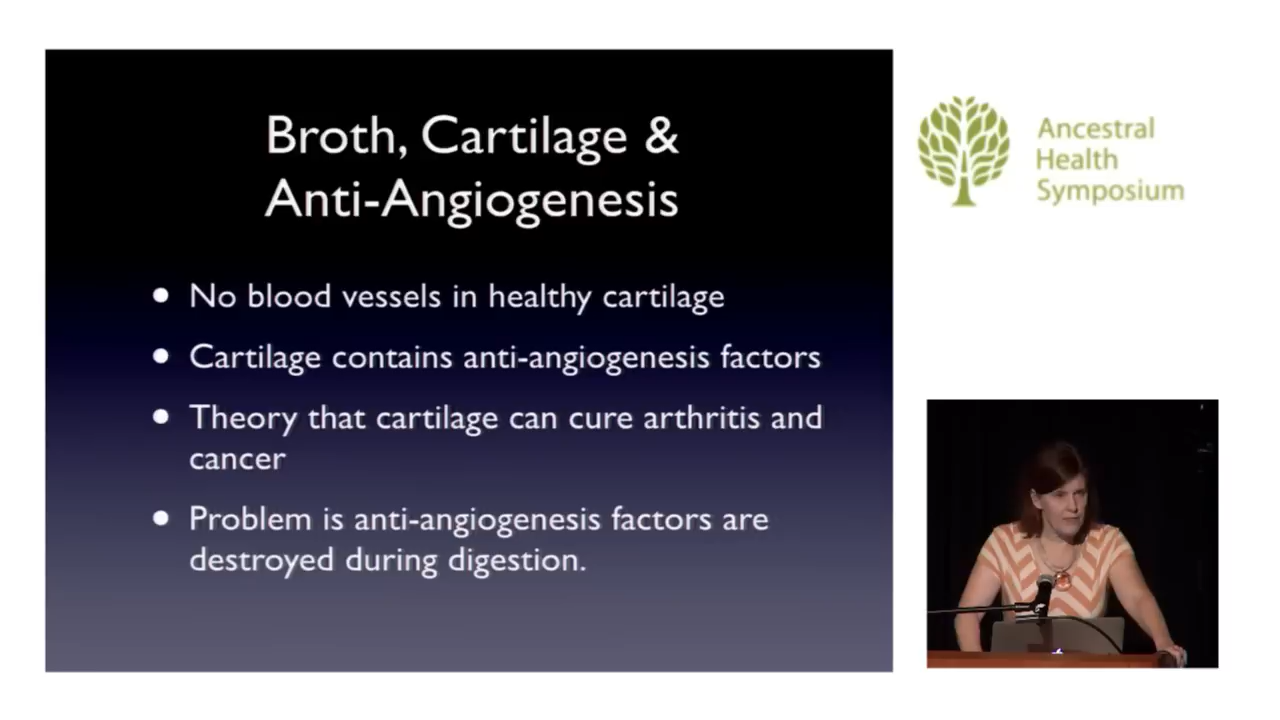 Broth, Cartilage &
Anti-Angiogenesis
• No blood vessels in healthy cartilage
• Cartilage contains anti-angiogenesis factors
• Theory that cartilage can cure arthritis and
cancer
• Problem is anti-angiogenesis factors are
destroyed during digestion.
Ancestral
Health
Symposium